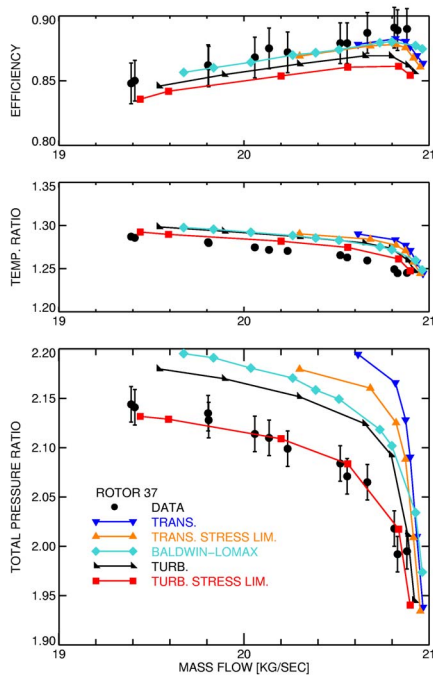 0.90
0.85
0.80
EFFICIENCY
19
20
21
1.35
1.30
1.25
1.20
TEMP. RATIO
19
20
21
2.20
2.15
2.10
2.05
2.00
1.95
1.90
TOTAL PRESSURE RATIO
ROTOR 37
DATA
TRANS.
TRANS. STRESS LIM.
BALDWIN-LOMAX
TURB.
TURB. STRESS LIM.
19
20
21
MASS FLOW [KG/SEC]